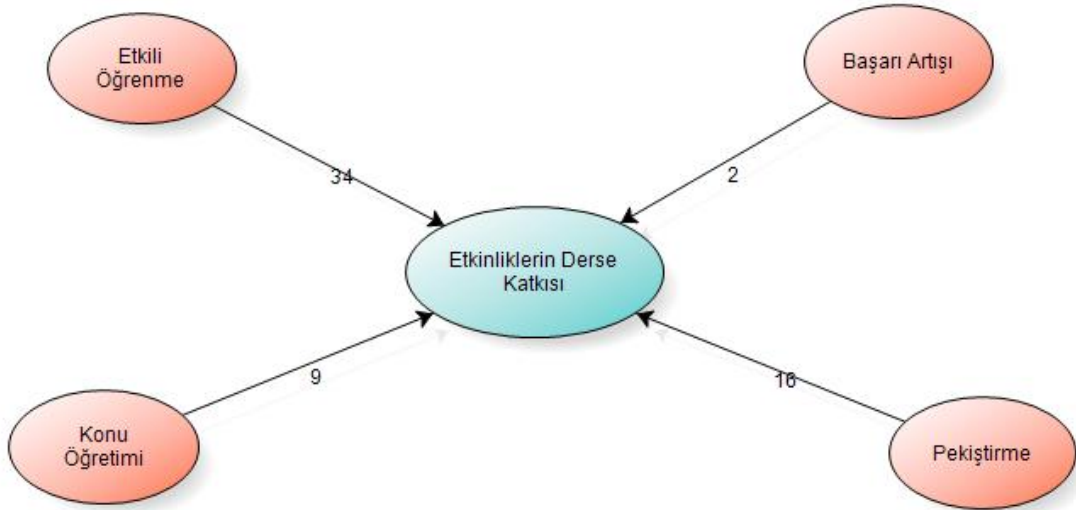 Etkili
Öğrenme
Başarı Artışı
34
2
Etkinliklerin Derse
Katkısı
9
16
Konu
Öğretimi
Pekiştirme